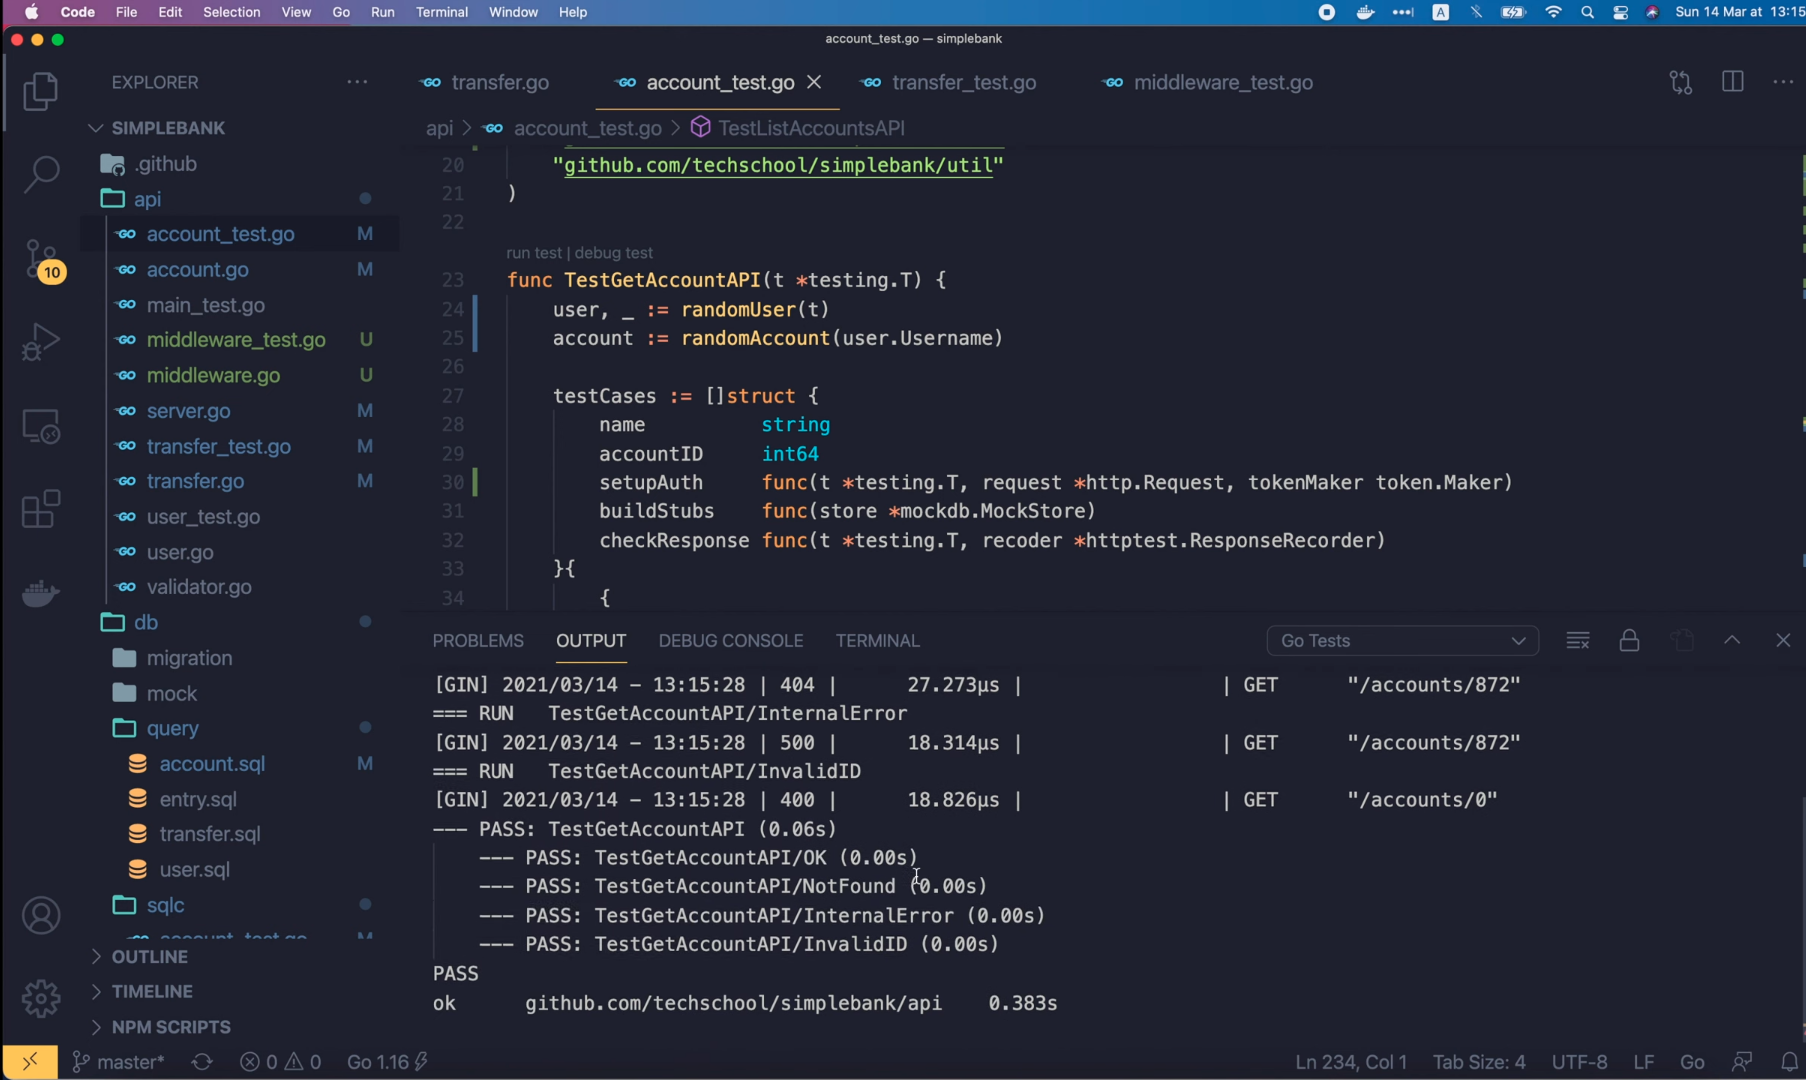 Code File Edit Selection View Go Run Terminal Window Help A Sun 14 Mar at 13:15
account_test.go — simplebank
EXPLORER
transfer.go account_test.go transfer_test.go middleware_test.go
SIMPLEBANK
api > account_test.go > TestListAccountsAPI
.github
api
account_test.go M
account.go M
main_test.go
middleware_test.go U
middleware.go U
server.go M
transfer_test.go M
transfer.go M
user_test.go
user.go
validator.go
db
migration
mock
query
account.sql M
entry.sql
transfer.sql
user.sql
sqlc
account_test.go M
OUTLINE
TIMELINE
NPM SCRIPTS
10
20 "github.com/techschool/simplebank/util"
21 )
22
run test | debug test
23 func TestGetAccountAPI(t *testing.T) {
24 user, _ := randomUser(t)
25 account := randomAccount(user.Username)
26
27 testCases := []struct {
28 name string
29 accountID int64
30 setupAuth func(t *testing.T, request *http.Request, tokenMaker token.Maker)
31 buildStubs func(store *mockdb.MockStore)
32 checkResponse func(t *testing.T, recoder *httptest.ResponseRecorder)
33 }{
34 {
PROBLEMS OUTPUT DEBUG CONSOLE TERMINAL Go Tests
[GIN] 2021/03/14 - 13:15:28 | 404 | 27.273µs | | GET "/accounts/872"
=== RUN TestGetAccountAPI/InternalError
[GIN] 2021/03/14 - 13:15:28 | 500 | 18.314µs | | GET "/accounts/872"
=== RUN TestGetAccountAPI/InvalidID
[GIN] 2021/03/14 - 13:15:28 | 400 | 18.826µs | | GET "/accounts/0"
--- PASS: TestGetAccountAPI (0.06s)
--- PASS: TestGetAccountAPI/OK (0.00s)
--- PASS: TestGetAccountAPI/NotFound (0.00s)
--- PASS: TestGetAccountAPI/InternalError (0.00s)
--- PASS: TestGetAccountAPI/InvalidID (0.00s)
PASS
ok github.com/techschool/simplebank/api 0.383s
master* 0 0 Go 1.16 Ln 234, Col 1 Tab Size: 4 UTF-8 LF Go